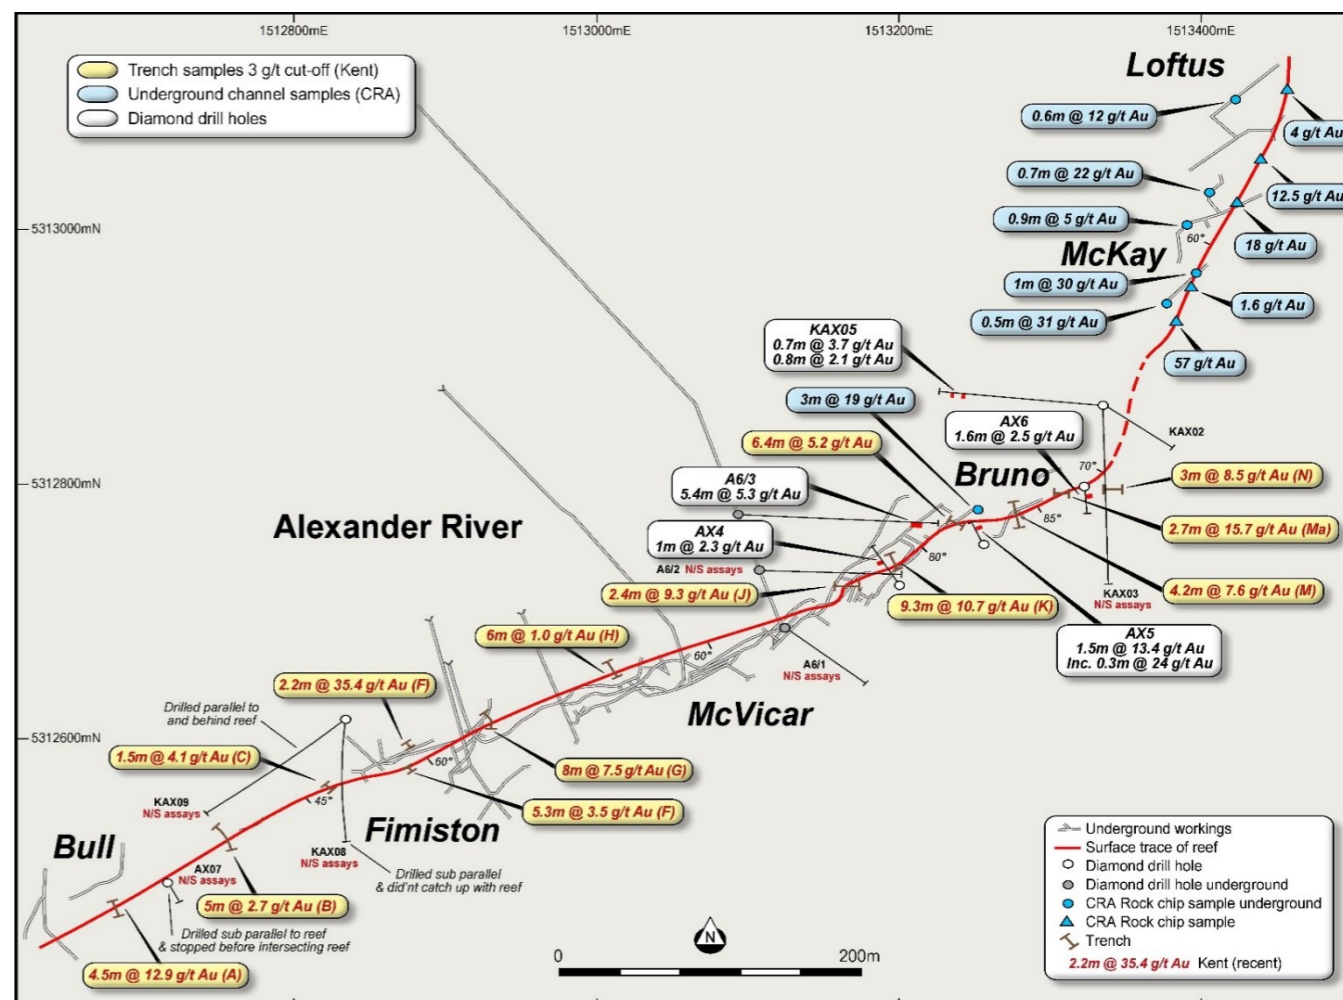 1512800mE
1513000mE
1513200mE
1513400mE
Trench samples 3 g/t cut-off (Kent)
Underground channel samples (CRA)
Diamond drill holes
Loftus
0.6m @ 12 g/t Au
4 g/t Au
0.7m @ 22 g/t Au
12.5 g/t Au
0.9m @ 5 g/t Au
5313000mN
18 g/t Au
60°
McKay
1m @ 30 g/t Au
1.6 g/t Au
0.5m @ 31 g/t Au
KAX05
0.7m @ 3.7 g/t Au
0.8m @ 2.1 g/t Au
57 g/t Au
3m @ 19 g/t Au
AX6
1.6m @ 2.5 g/t Au
KAX02
6.4m @ 5.2 g/t Au
Bruno
70°
3m @ 8.5 g/t Au (N)
5312800mN
A6/3
5.4m @ 5.3 g/t Au
Alexander River
85°
2.7m @ 15.7 g/t Au (Ma)
AX4
1m @ 2.3 g/t Au
80°
A6/2 N/S assays
2.4m @ 9.3 g/t Au (J)
9.3m @ 10.7 g/t Au (K)
4.2m @ 7.6 g/t Au (M)
KAX03
N/S assays
6m @ 1.0 g/t Au (H)
AX5
1.5m @ 13.4 g/t Au
Inc. 0.3m @ 24 g/t Au
60°
A6/1
N/S assays
2.2m @ 35.4 g/t Au (F)
McVicar
Drilled parallel to
and behind reef
5312600mN
1.5m @ 4.1 g/t Au (C)
60°
8m @ 7.5 g/t Au (G)
45°
KAX09
N/S assays
5.3m @ 3.5 g/t Au (F)
Fimiston
Bull
KAX08
N/S assays
AX07
N/S assays
Drilled sub parallel
& did'nt catch up with reef
5m @ 2.7 g/t Au (B)
Drilled sub parallel to reef
& stopped before intersecting reef
4.5m @ 12.9 g/t Au (A)
N
0
200m
Underground workings
Surface trace of reef
Diamond drill hole
Diamond drill hole underground
CRA Rock chip sample underground
CRA Rock chip sample
Trench
2.2m @ 35.4 g/t Au Kent (recent)